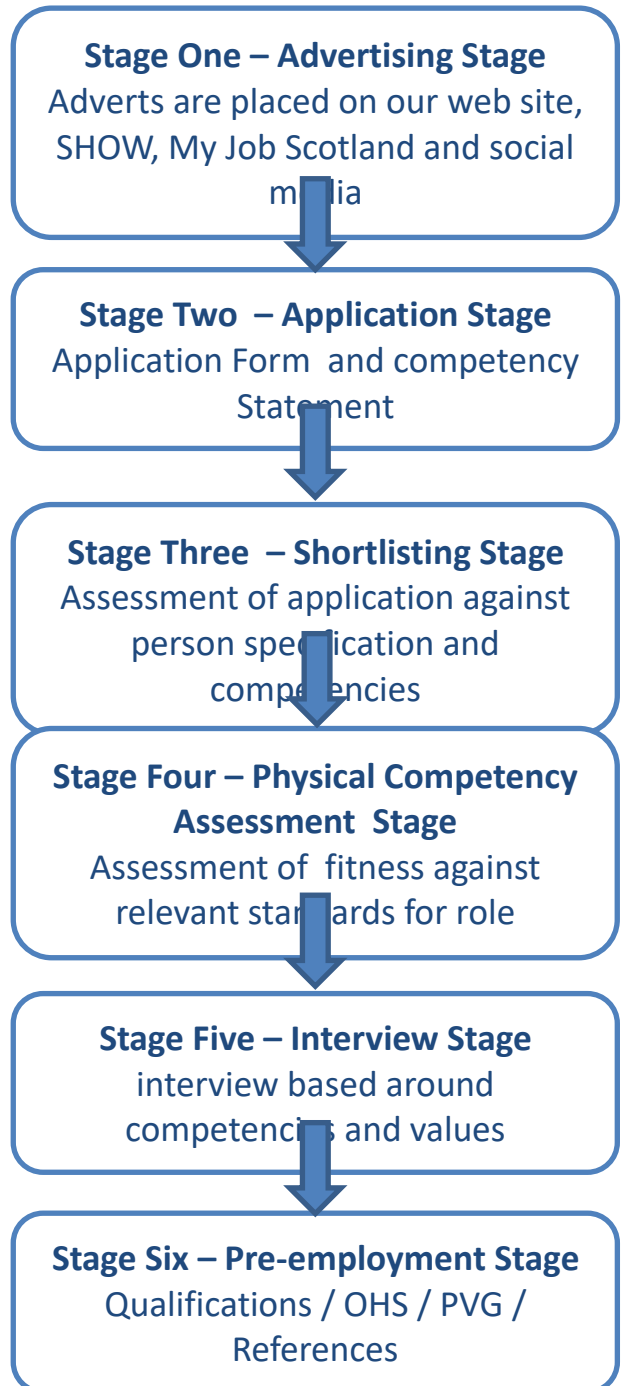 Stage One – Advertising Stage
Adverts are placed on our web site,
SHOW, My Job Scotland and social
media
Stage Two – Application Stage
Application Form and competency
Statement
Stage Three – Shortlisting Stage
Assessment of application against
person specification and
competencies
Stage Four – Physical Competency
Assessment Stage
Assessment of fitness against
relevant standards for role
Stage Five – Interview Stage
interview based around
competencies and values
Stage Six – Pre-employment Stage
Qualifications / OHS / PVG /
References